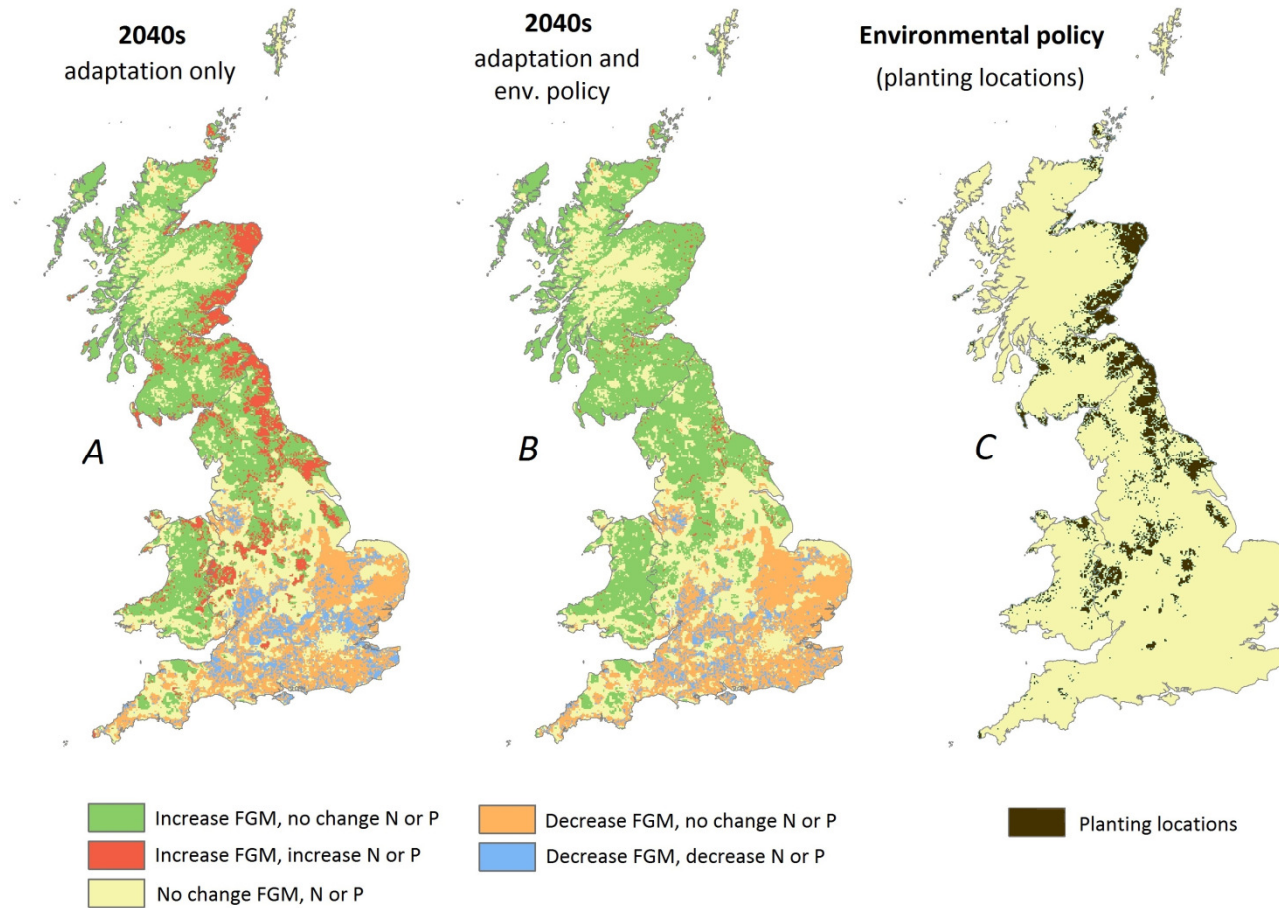 2040s
adaptation only
2040s
adaptation and
env. policy
Environmental policy
(planting locations)
A
B
C
Increase FGM, no change N or P
Increase FGM, increase N or P
No change FGM, N or P
Decrease FGM, no change N or P
Decrease FGM, decrease N or P
Planting locations